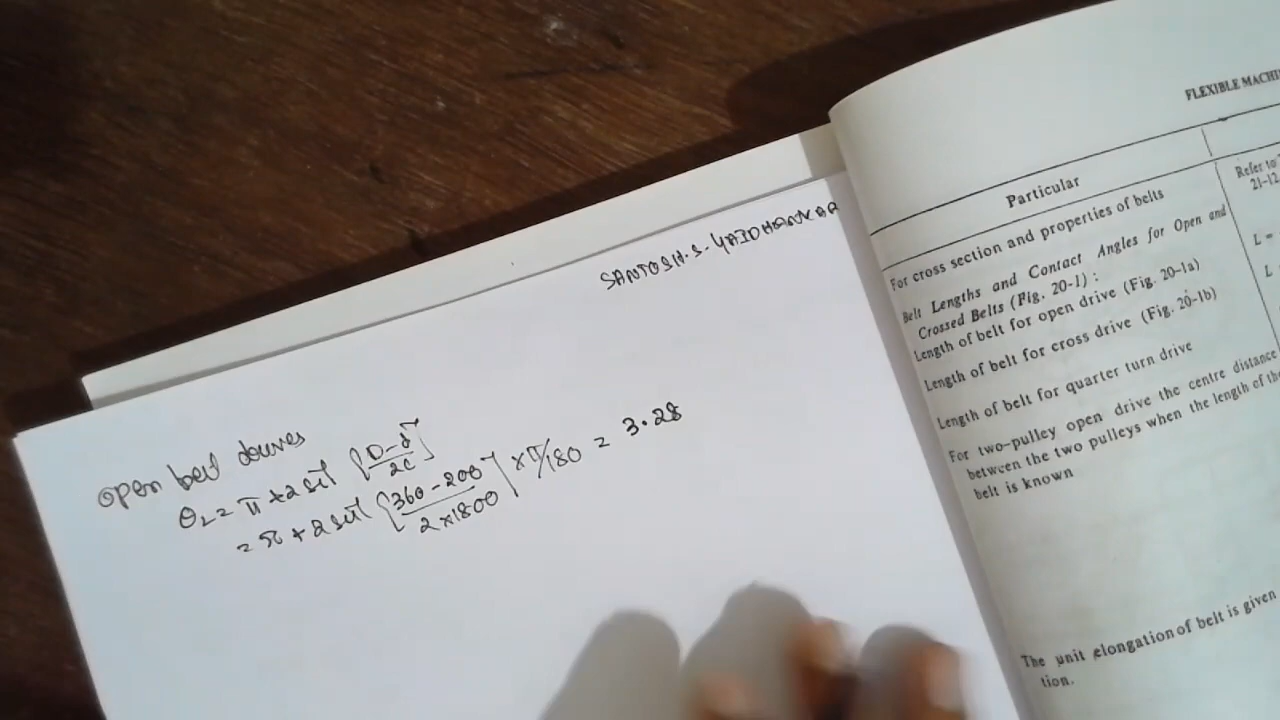 SANTOSH.S.YAIDHANKAR
open belt
θL = π + 2 sin⁻¹ {D-d/2C}
= π + 2 sin⁻¹ {360-200/2×1800} × π/180 = 3.28
FLEXIBLE MACHI
Particular
Refer to
21-12
For cross section and properties of belts
Belt Lengths and Contact Angles for Open and
Crossed Belts (Fig. 20-1) :
Length of belt for open drive (Fig. 20-1a)
L =
Length of belt for cross drive (Fig. 20-1b)
L
Length of belt for quarter turn drive
For two-pulley open drive the centre distance
between the two pulleys when the length of the
belt is known
The unit elongation of belt is given
tion.